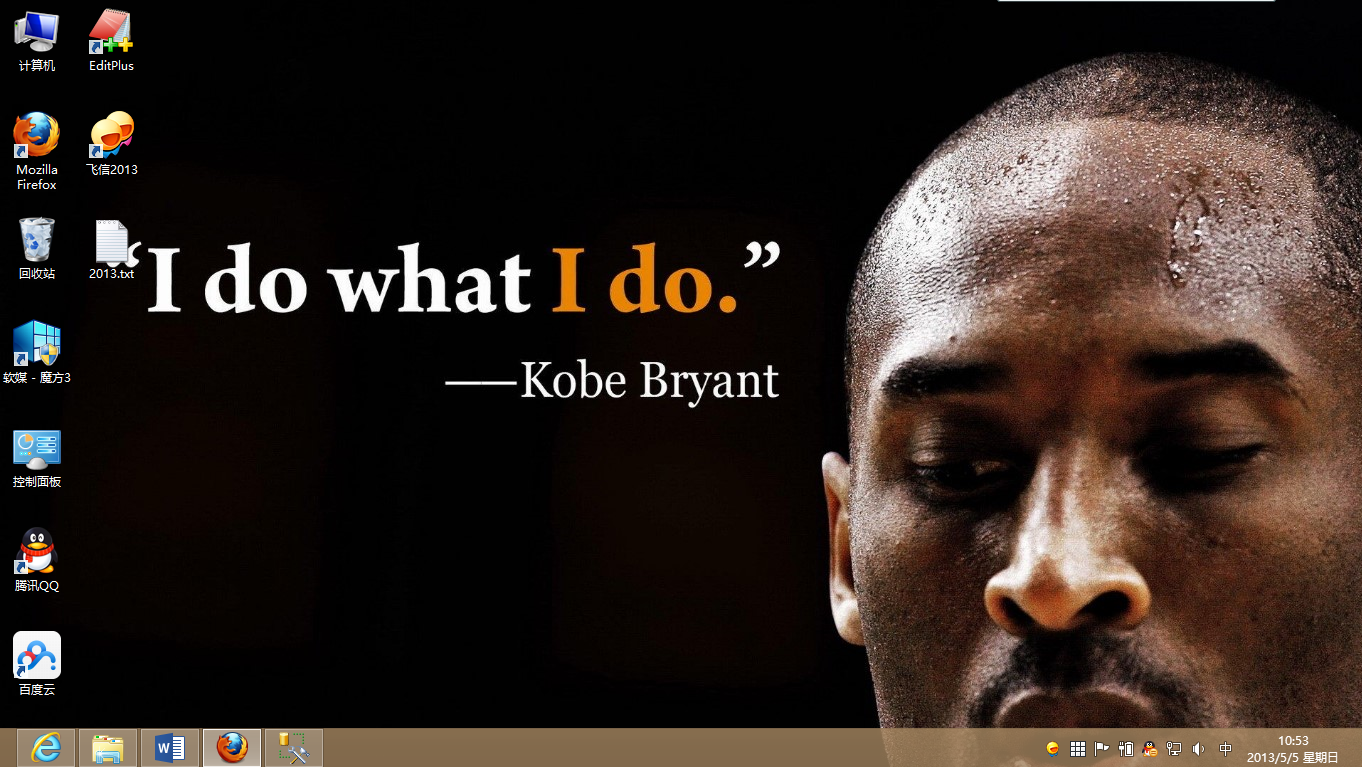 计算机
EditPlus
Mozilla
Firefox
飞信2013
回收站
2013.txt
软媒 - 魔方3
控制面板
腾讯QQ
百度云
“I do what I do.”
——Kobe Bryant
W
中
10:53
2013/5/5 星期日